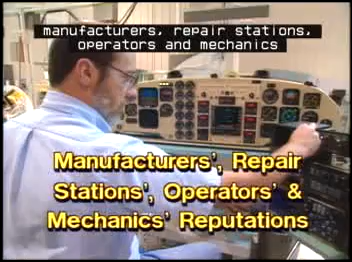 manufacturers, repair stations,
operators and mechanics
Manufacturers', Repair
Stations', Operators' &
Mechanics' Reputations